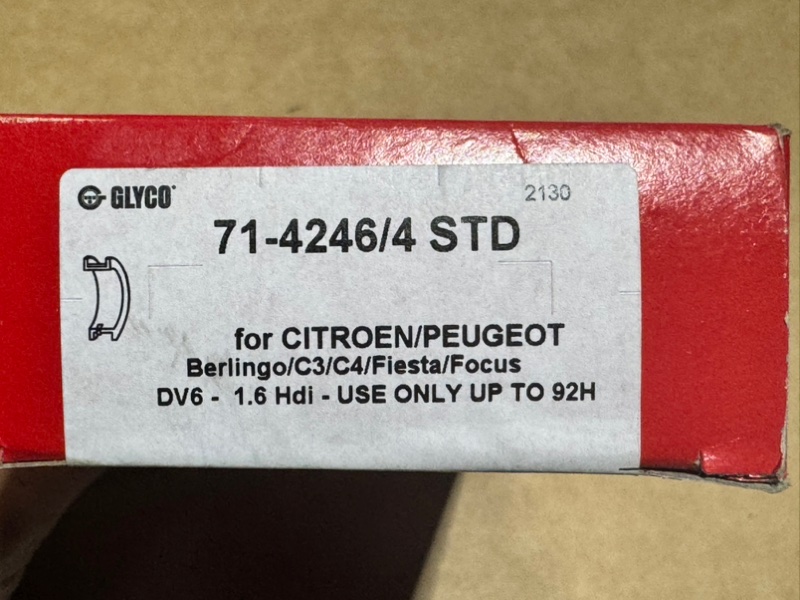 GLYCO® 2130
71-4246/4 STD
for CITROEN/PEUGEOT
Berlingo/C3/C4/Fiesta/Focus
DV6 - 1.6 Hdi - USE ONLY UP TO 92H